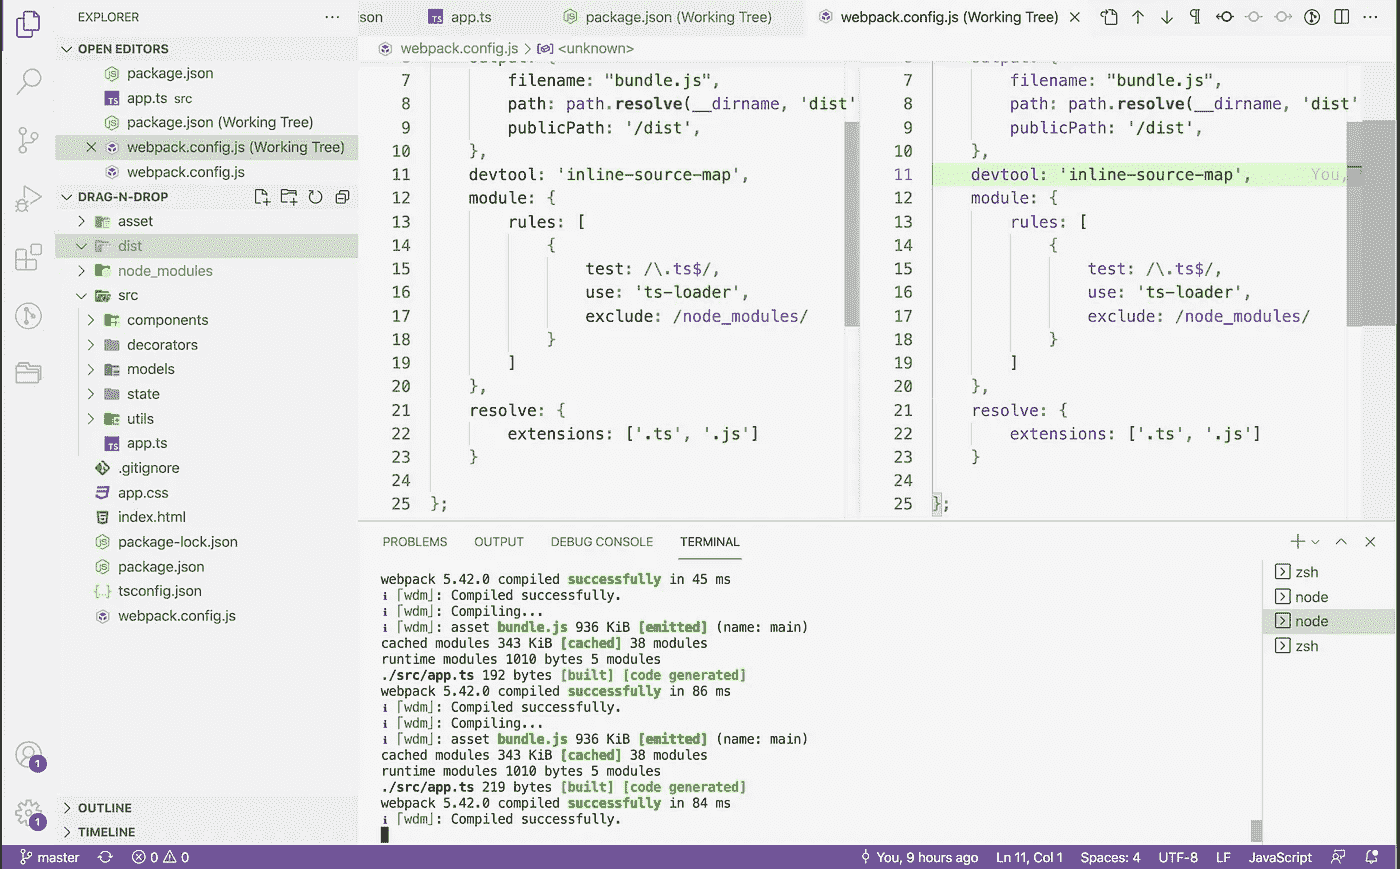 EXPLORER
OPEN EDITORS
package.json
app.ts src
package.json (Working Tree)
webpack.config.js (Working Tree)
webpack.config.js
DRAG-N-DROP
asset
dist
node_modules
src
components
decorators
models
state
utils
app.ts
.gitignore
app.css
index.html
package-lock.json
package.json
tsconfig.json
webpack.config.js
OUTLINE
TIMELINE
son
app.ts
package.json (Working Tree)
webpack.config.js (Working Tree)
webpack.config.js > <unknown>
7 filename: "bundle.js",
8 path: path.resolve(__dirname, 'dist'
9 publicPath: '/dist',
10 },
11 devtool: 'inline-source-map',
12 module: {
13 rules: [
14 {
15 test: /\.ts$/,
16 use: 'ts-loader',
17 exclude: /node_modules/
18 }
19 ]
20 },
21 resolve: {
22 extensions: ['.ts', '.js']
23 }
24
25 };
7 filename: "bundle.js",
8 path: path.resolve(__dirname, 'dist'
9 publicPath: '/dist',
10 },
11 devtool: 'inline-source-map', You,
12 module: {
13 rules: [
14 {
15 test: /\.ts$/,
16 use: 'ts-loader',
17 exclude: /node_modules/
18 }
19 ]
20 },
21 resolve: {
22 extensions: ['.ts', '.js']
23 }
24
25 };
PROBLEMS OUTPUT DEBUG CONSOLE TERMINAL
webpack 5.42.0 compiled successfully in 45 ms
i ｢wdm｣: Compiled successfully.
i ｢wdm｣: Compiling...
i ｢wdm｣: asset bundle.js 936 KiB [emitted] (name: main)
cached modules 343 KiB [cached] 38 modules
runtime modules 1010 bytes 5 modules
./src/app.ts 192 bytes [built] [code generated]
webpack 5.42.0 compiled successfully in 86 ms
i ｢wdm｣: Compiled successfully.
i ｢wdm｣: Compiling...
i ｢wdm｣: asset bundle.js 936 KiB [emitted] (name: main)
cached modules 343 KiB [cached] 38 modules
runtime modules 1010 bytes 5 modules
./src/app.ts 219 bytes [built] [code generated]
webpack 5.42.0 compiled successfully in 84 ms
i ｢wdm｣: Compiled successfully.
zsh
node
node
zsh
1
1
master 0 0 You, 9 hours ago Ln 11, Col 1 Spaces: 4 UTF-8 LF JavaScript